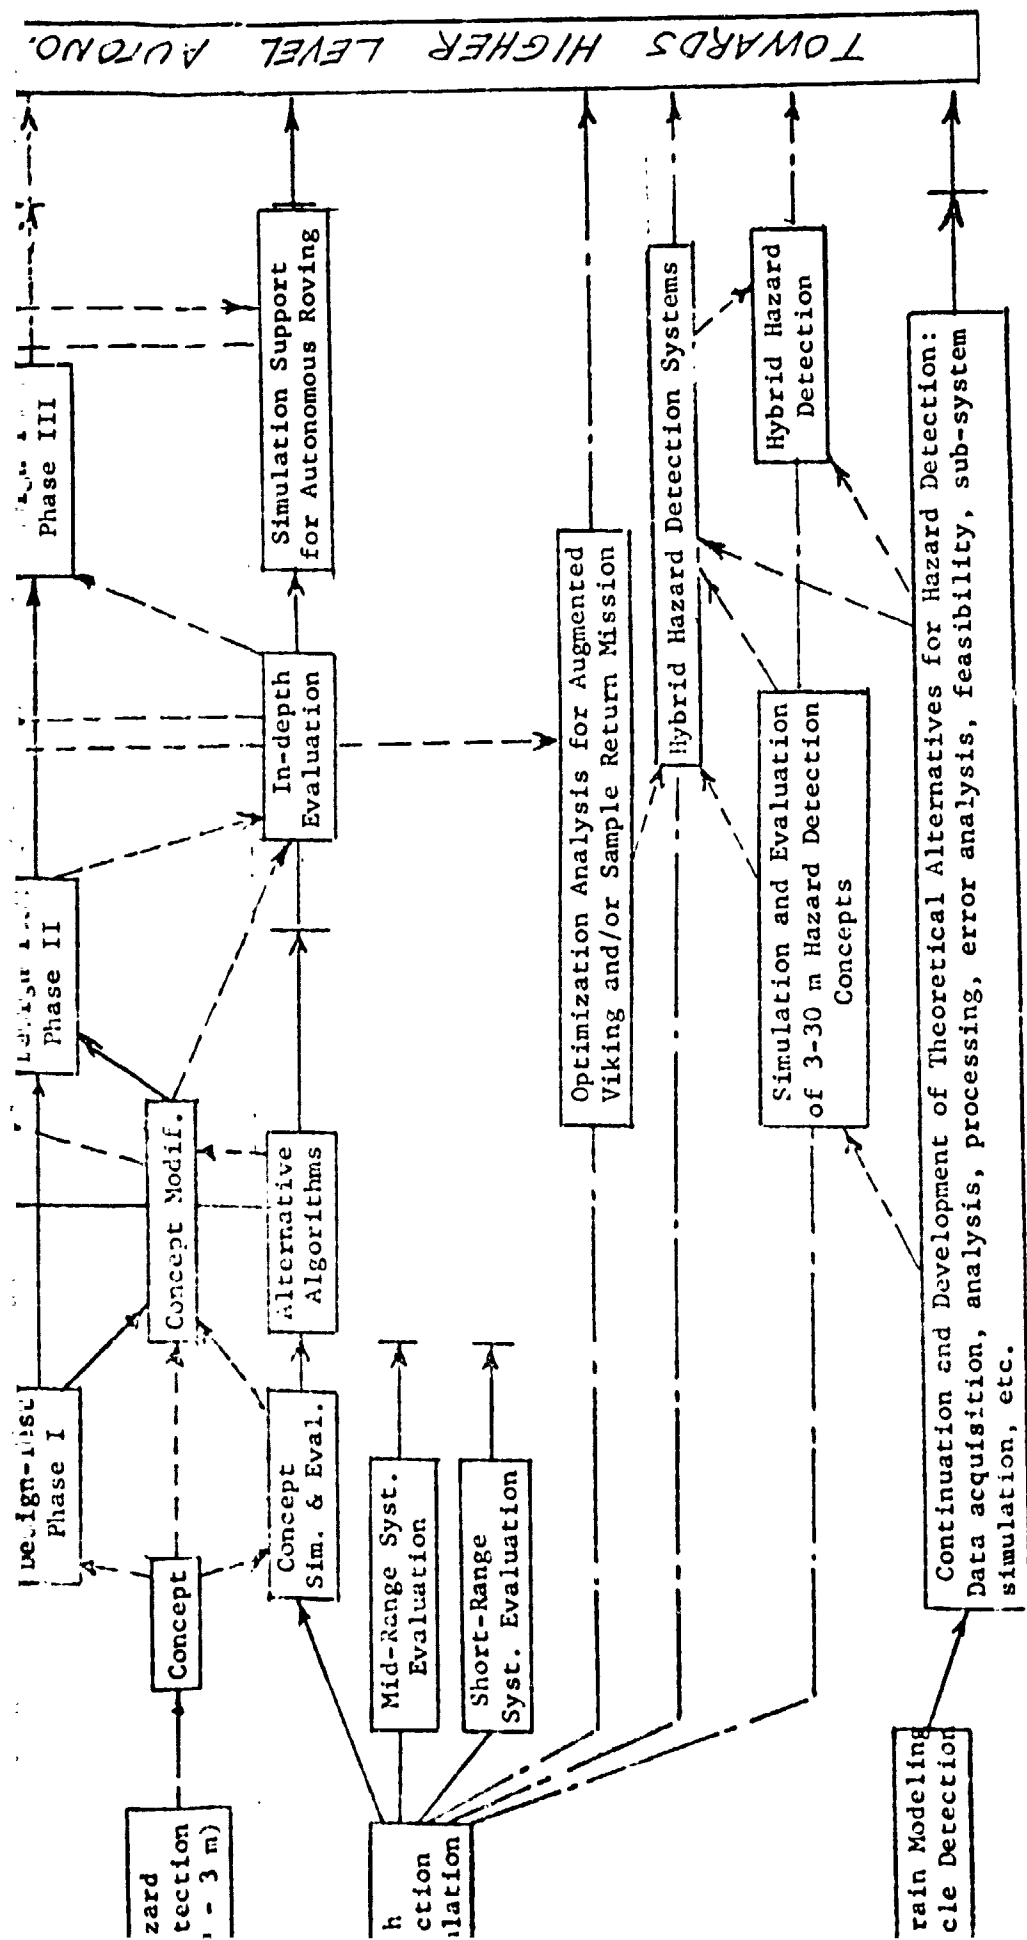 TOWARDS HIGHER LEVEL AUTONO.
Phase III
Phase II
Phase I
Simulation Support
for Autonomous Roving
In-depth
Evaluation
Concept Modif.
Alternative
Algorithms
Concept
Sim. & Eval.
Concept
zard
tection
- 3 m)
Mid-Range Syst.
Evaluation
Short-Range
Syst. Evaluation
h
ction
lation
Optimization Analysis for Augmented
Viking and/or Sample Return Mission
Hybrid Hazard Detection Systems
Hybrid Hazard
Detection
Simulation and Evaluation
of 3-30 m Hazard Detection
Concepts
Continuation and Development of Theoretical Alternatives for Hazard Detection:
Data acquisition, analysis, processing, error analysis, feasibility, sub-system
simulation, etc.
rain Modeling
cle Detection